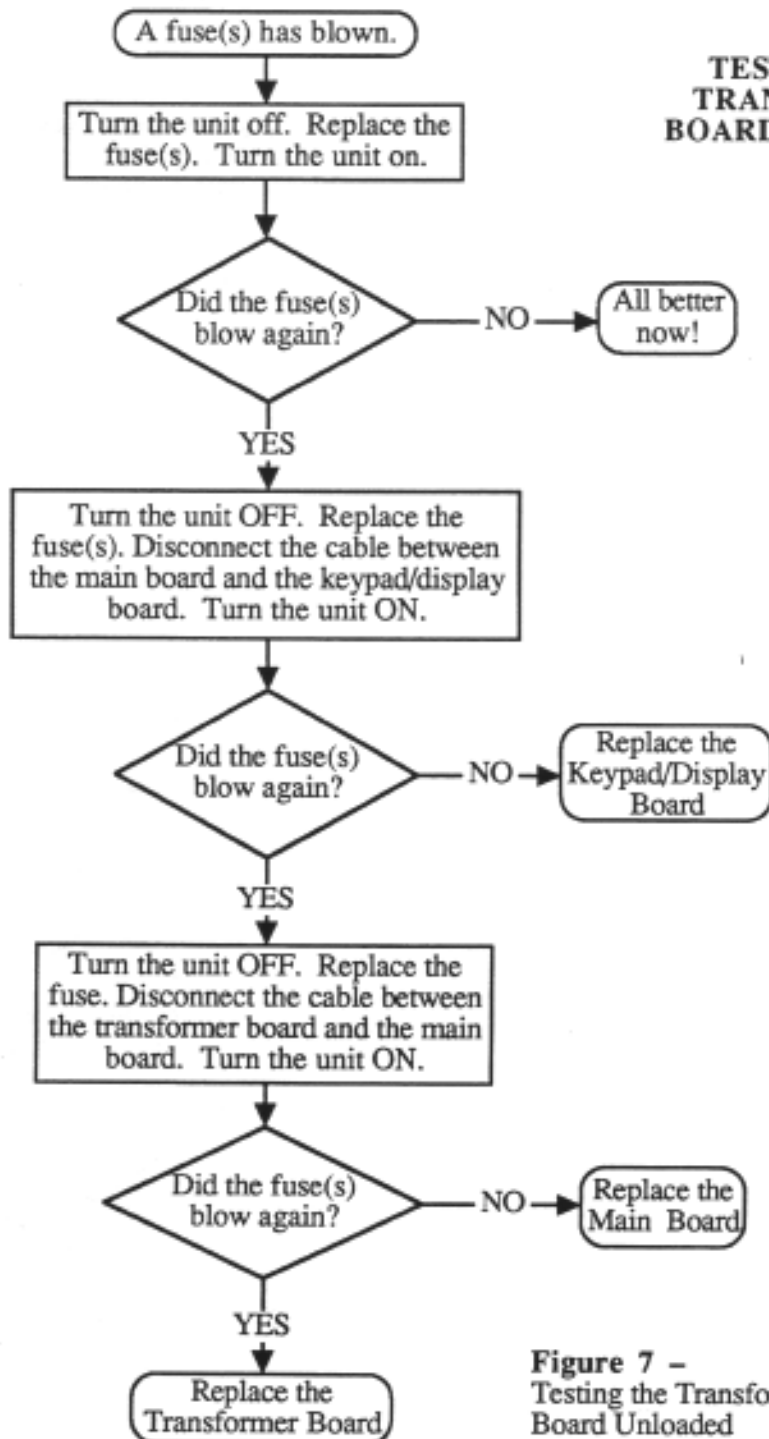 A fuse(s) has blown.
Turn the unit off. Replace the
fuse(s). Turn the unit on.
Did the fuse(s)
blow again?
NO
All better
now!
YES
Turn the unit OFF. Replace the
fuse(s). Disconnect the cable between
the main board and the keypad/display
board. Turn the unit ON.
Did the fuse(s)
blow again?
NO
Replace the
Keypad/Display
Board
YES
Turn the unit OFF. Replace the
fuse. Disconnect the cable between
the transformer board and the main
board. Turn the unit ON.
Did the fuse(s)
blow again?
NO
Replace the
Main Board
YES
Replace the
Transformer Board
TES
TRAN
BOARD
Figure 7 –
Testing the Transfo
Board Unloaded